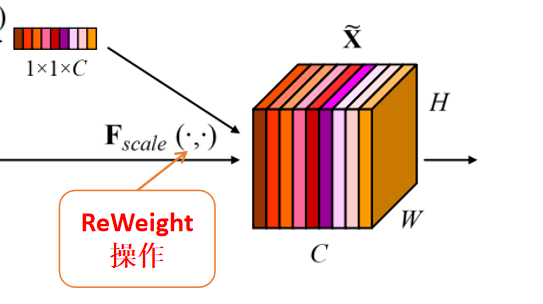 )
1×1×C
X̃
F_scale (·,·)
H
W
C
ReWeight
操作